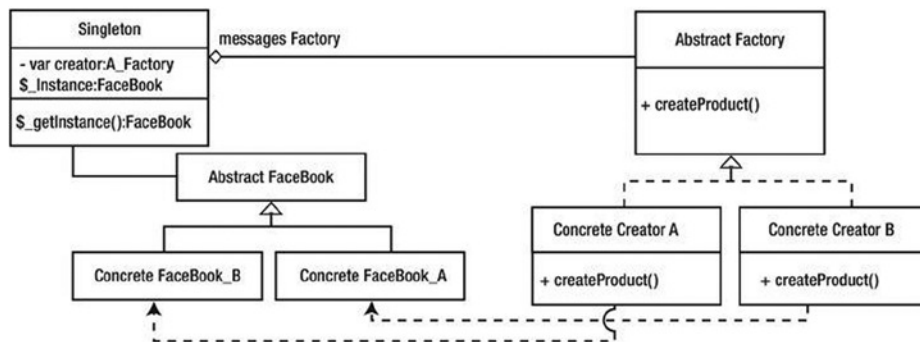 Singleton
- var creator:A_Factory
$_Instance:FaceBook
$_getInstance():FaceBook
messages Factory
Abstract Factory
+ createProduct()
Abstract FaceBook
Concrete FaceBook_B
Concrete FaceBook_A
Concrete Creator A
+ createProduct()
Concrete Creator B
+ createProduct()